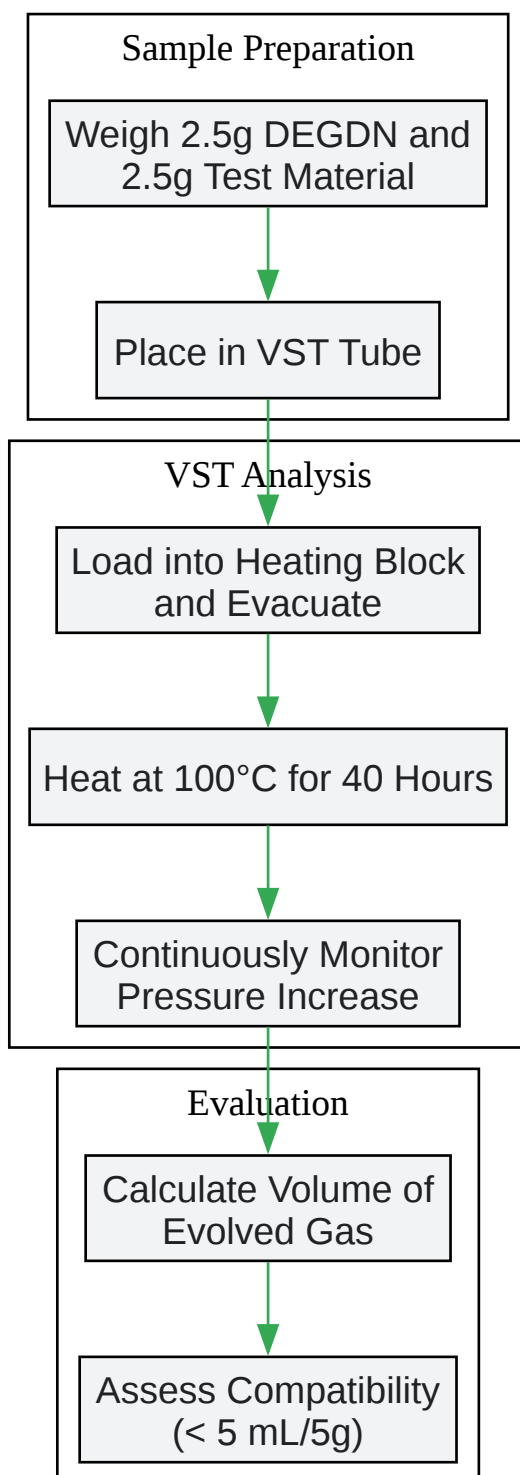 Sample Preparation
Weigh 2.5g DEGDN and
2.5g Test Material
Place in VST Tube
VST Analysis
Load into Heating Block
and Evacuate
Heat at 100°C for 40 Hours
Continuously Monitor
Pressure Increase
Evaluation
Calculate Volume of
Evolved Gas
Assess Compatibility
(< 5 mL/5g)